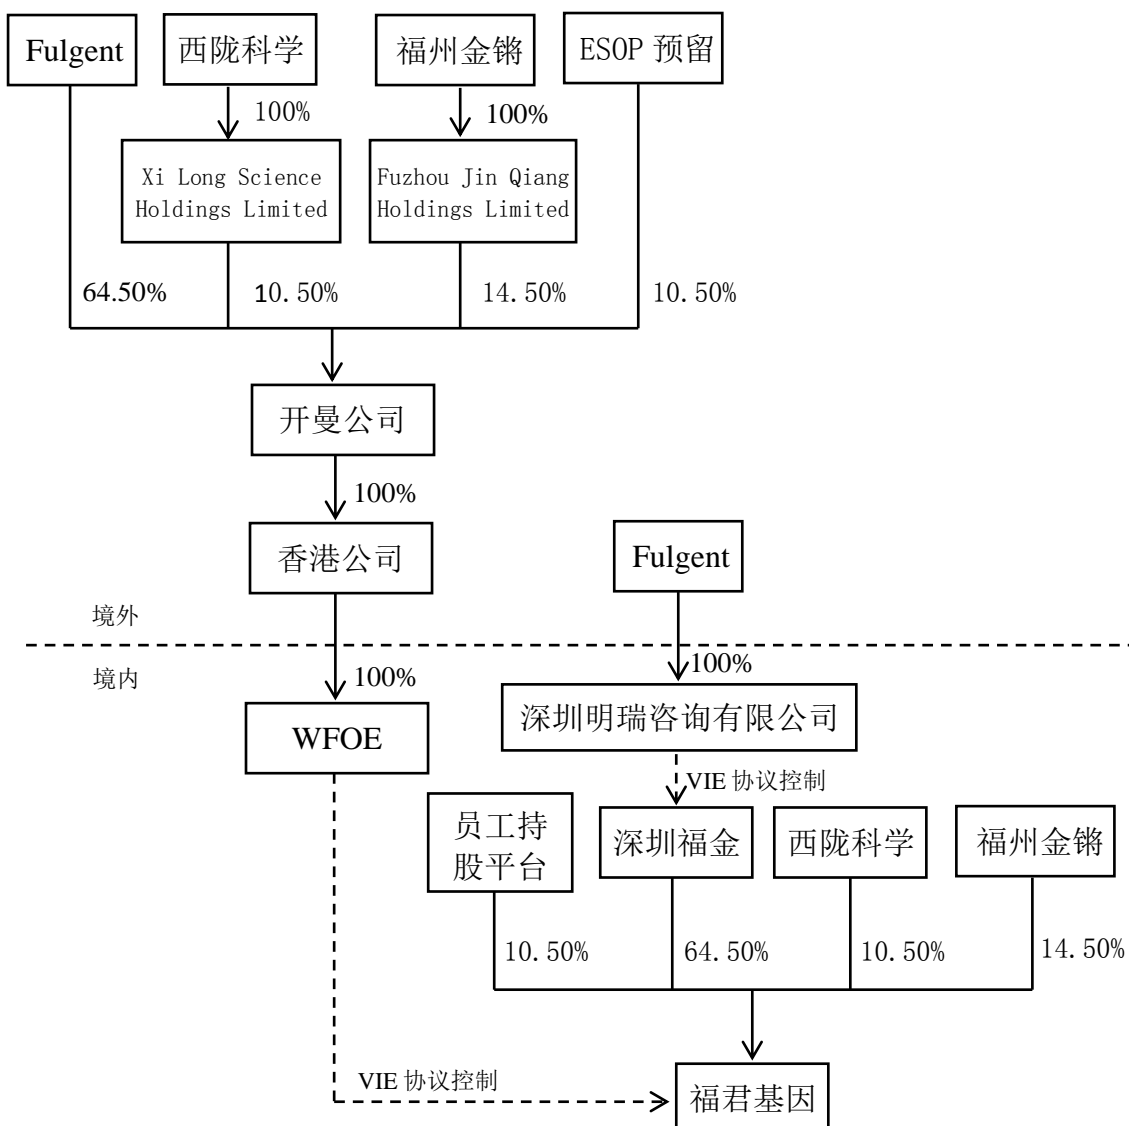 Fulgent
西陇科学
福州金锵
ESOP 预留
100%
100%
Xi Long Science
Holdings Limited
Fuzhou Jin Qiang
Holdings Limited
64.50%
10.50%
14.50%
10.50%
开曼公司
100%
香港公司
Fulgent
境外
境内
100%
100%
WFOE
深圳明瑞咨询有限公司
VIE 协议控制
员工持
股平台
深圳福金
西陇科学
福州金锵
10.50%
64.50%
10.50%
14.50%
VIE 协议控制
福君基因